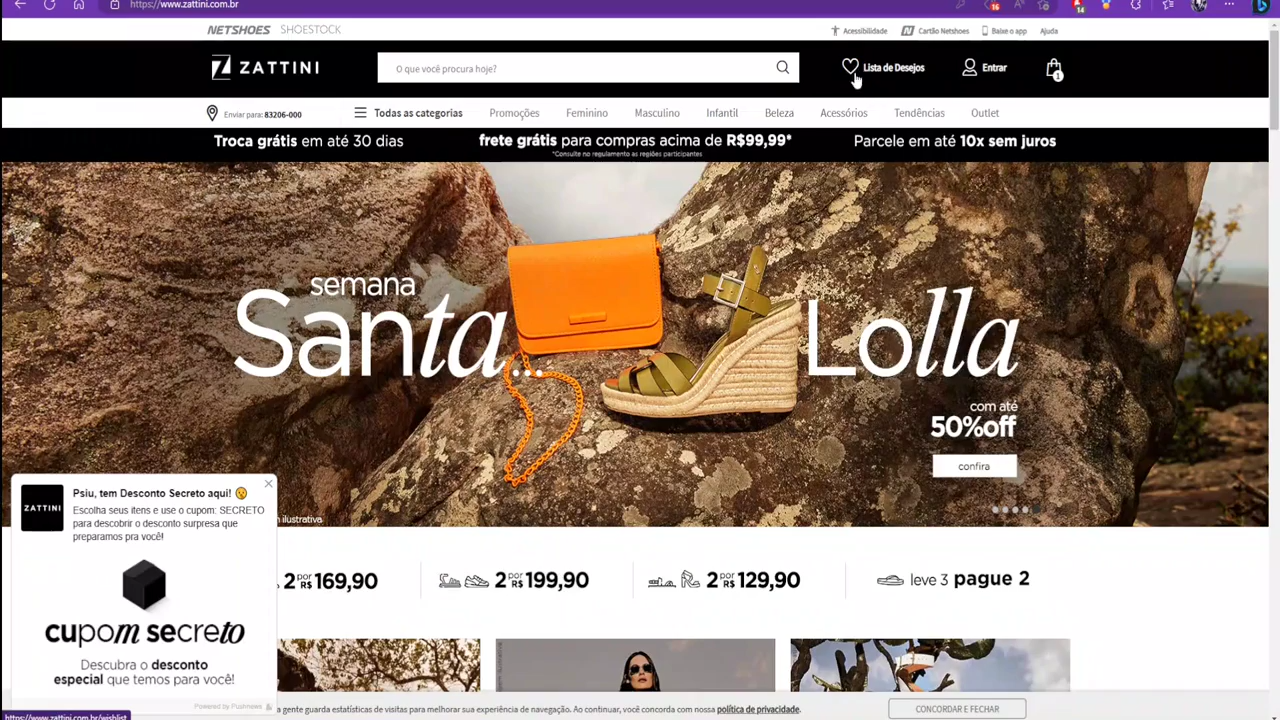 https://www.zattini.com.br
16
14
NETSHOES SHOESTOCK
Acessibilidade Cartão Netshoes Baixe o app Ajuda
ZATTINI
O que você procura hoje?
Lista de Desejos
Entrar
1
Enviar para: 83206-000
Todas as categorias Promoções Feminino Masculino Infantil Beleza Acessórios Tendências Outlet
Troca grátis em até 30 dias
frete grátis para compras acima de R$99,99*
*Consulte no regulamento as regiões participantes
Parcele em até 10x sem juros
semana
Santa... Lolla
com até
50%off
confira
m ilustrativa
Psiu, tem Desconto Secreto aqui!
ZATTINI
Escolha seus itens e use o cupom: SECRETO
para descobrir o desconto surpresa que
preparamos pra você!
cupom secreto
Descubra o desconto
especial que temos para você!
Powered by Pushnews
2 por R$ 169,90
2 por R$ 199,90
2 por R$ 129,90
leve 3 pague 2
a gente guarda estatísticas de visitas para melhorar sua experiência de navegação. Ao continuar, você concorda com nossa política de privacidade.
CONCORDAR E FECHAR
https://www.zattini.com.br/wishlist